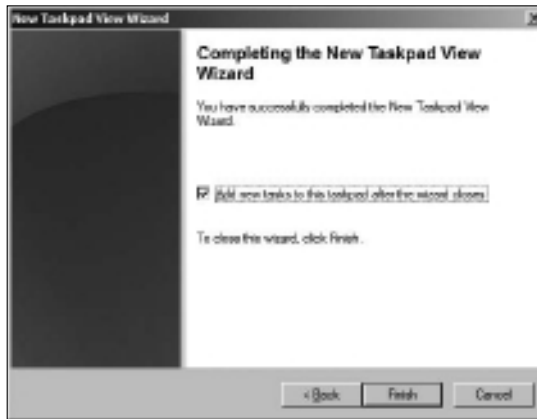 New Taskpad View Wizard
Completing the New Taskpad View
Wizard
You have successfully completed the New Taskpad View
Wizard.
Add new tasks to this taskpad after the wizard closes.
To close this wizard, click Finish.
< Back
Finish
Cancel